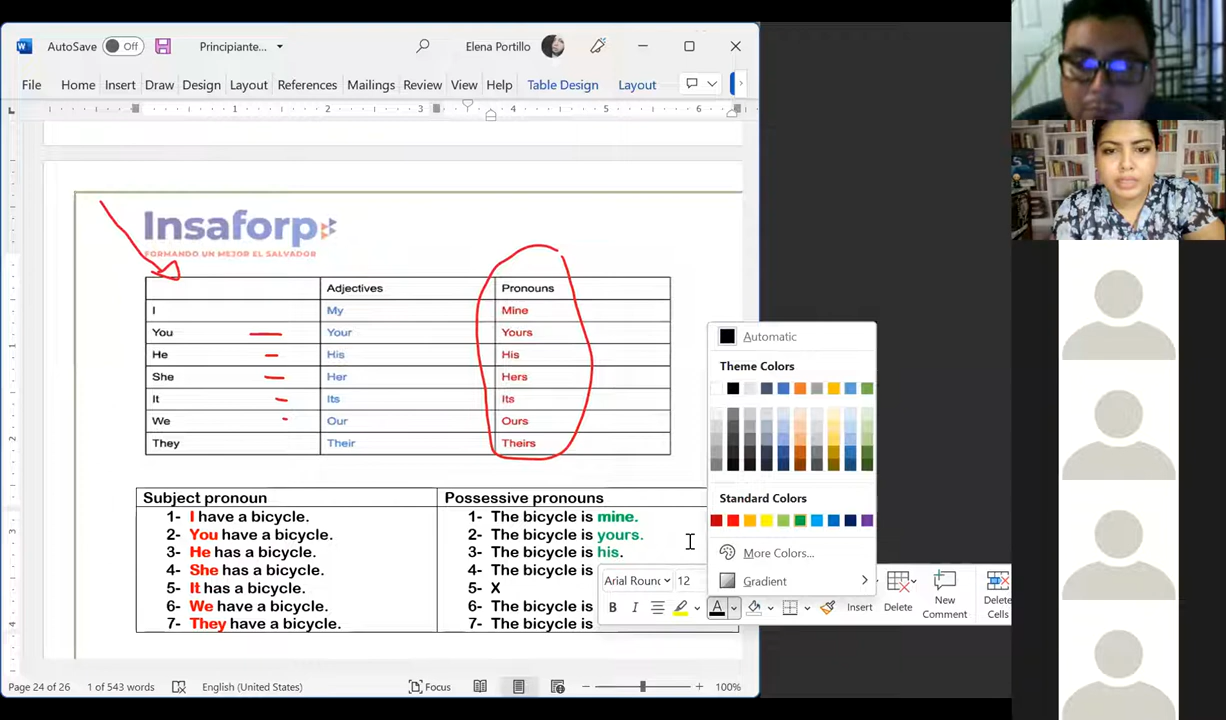 AutoSave Off Principiante... Elena Portillo
File Home Insert Draw Design Layout References Mailings Review View Help Table Design Layout
1 2 3 4 5 6
Insaforp
FORMANDO UN MEJOR EL SALVADOR
Adjectives Pronouns
I My Mine
You Your Yours
He His His
She Her Hers
It Its Its
We Our Ours
They Their Theirs
Subject pronoun Possessive pronouns
1- I have a bicycle. 1- The bicycle is mine.
2- You have a bicycle. 2- The bicycle is yours.
3- He has a bicycle. 3- The bicycle is his.
4- She has a bicycle. 4- The bicycle is
5- It has a bicycle. 5- X
6- We have a bicycle. 6- The bicycle is
7- They have a bicycle. 7- The bicycle is
Automatic
Theme Colors
Standard Colors
More Colors...
Gradient
Arial Roun 12
B I A Insert Delete New Comment Delete Cells
Page 24 of 26 1 of 543 words English (United States) Focus 100%